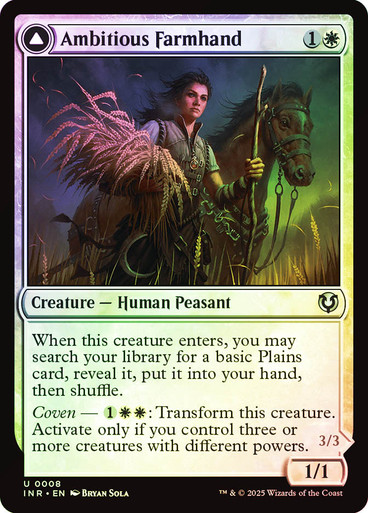 Ambitious Farmhand 1
Creature — Human Peasant
When this creature enters, you may
search your library for a basic Plains
card, reveal it, put it into your hand,
then shuffle.
Coven — 1: Transform this creature.
Activate only if you control three or
more creatures with different powers.
3/3
1/1
U 0008
INR • EN Bryan Sola
™ & © 2025 Wizards of the Coast